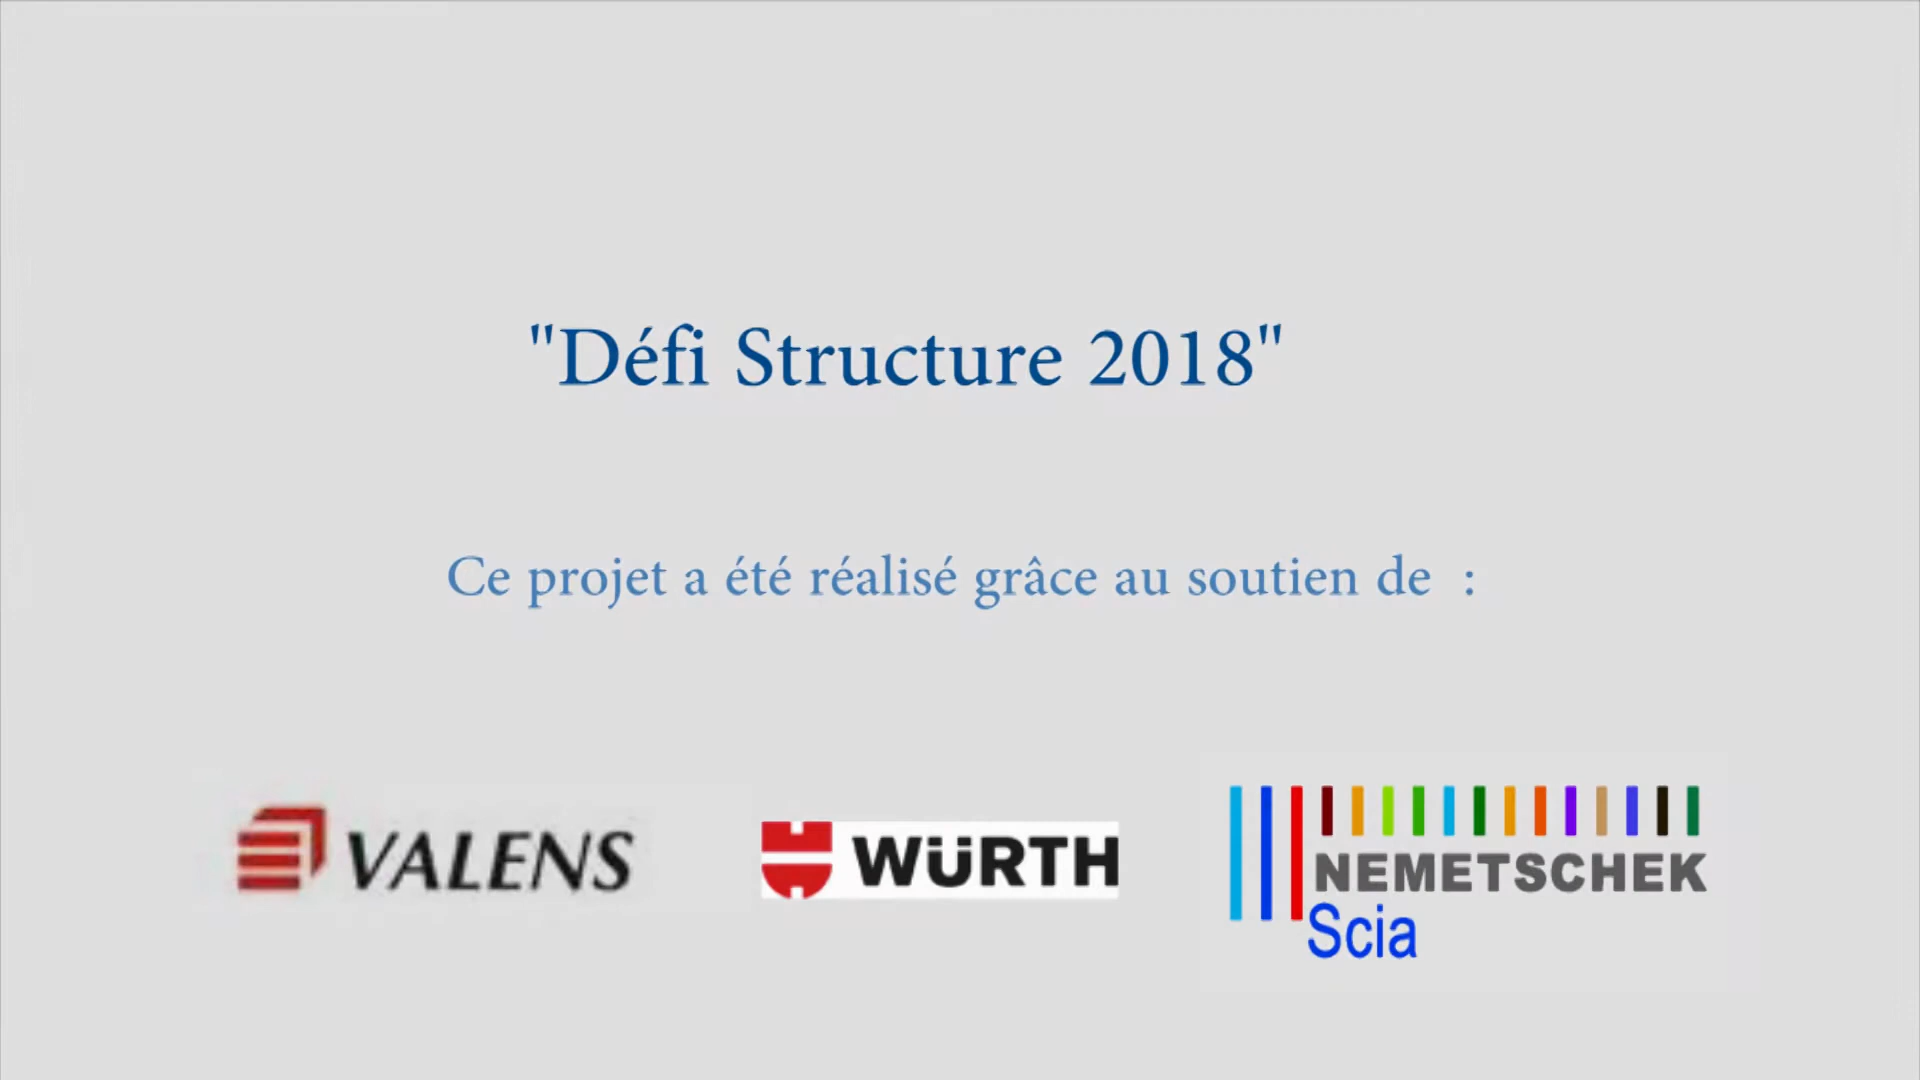 "Défi Structure 2018"
Ce projet a été réalisé grâce au soutien de  :
VALENS
WÜRTH
NEMETSCHEK
Scia